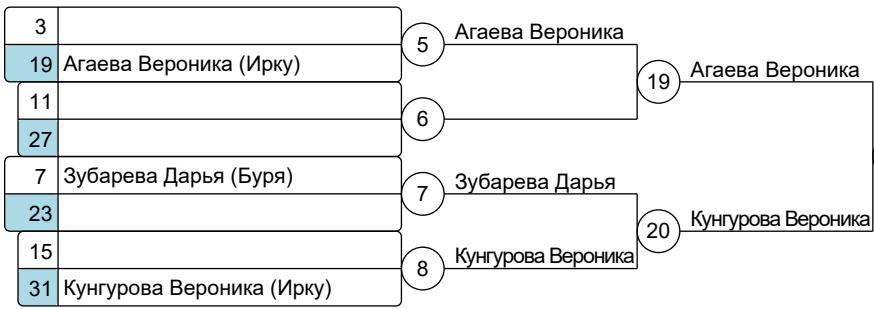 3
19 Агаева Вероника (Ирку)
11
27
7 Зубарева Дарья (Буря)
23
15
31 Кунгурова Вероника (Ирку)
5
6
7
8
Агаева Вероника
Зубарева Дарья
Кунгурова Вероника
19
20
Агаева Вероника
Кунгурова Вероника